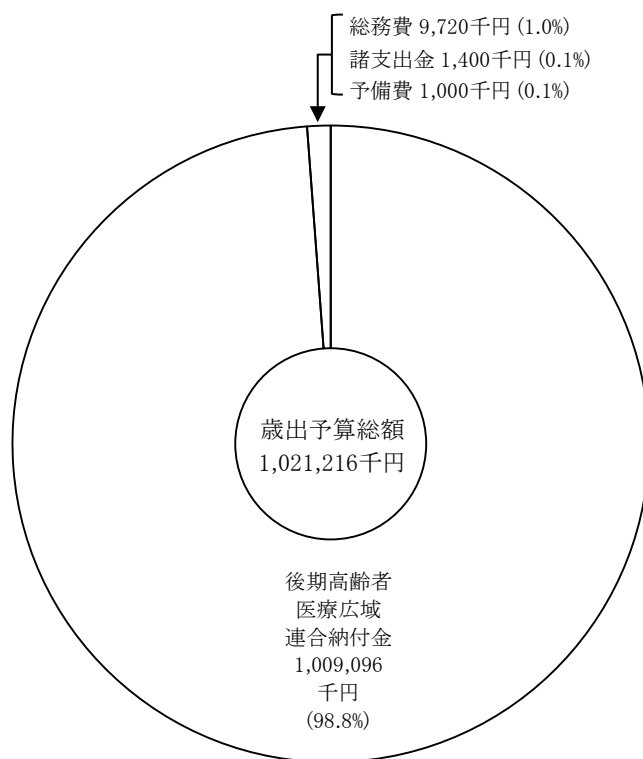 総務費 9,720千円 (1.0%)
諸支出金 1,400千円 (0.1%)
予備費 1,000千円 (0.1%)
歳出予算総額
1,021,216千円
後期高齢者
医療広域
連合納付金
1,009,096
千円
(98.8%)